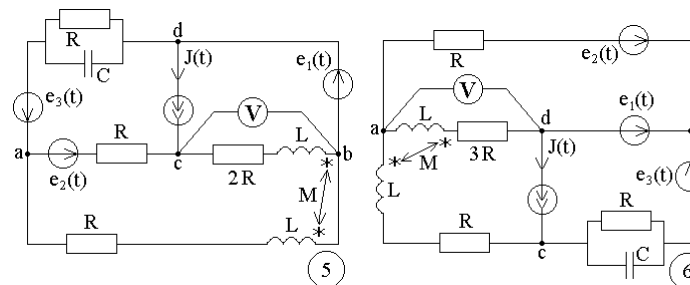 R
C
d
J(t)
e₁(t)
e₃(t)
V
a
e₂(t)
R
c
2R
L
b
*
M
*
R
L
5
R
e₂(t)
V
L
d
e₁(t)
a
*
M
*
3R
J(t)
e₃(t)
L
R
c
R
C
6